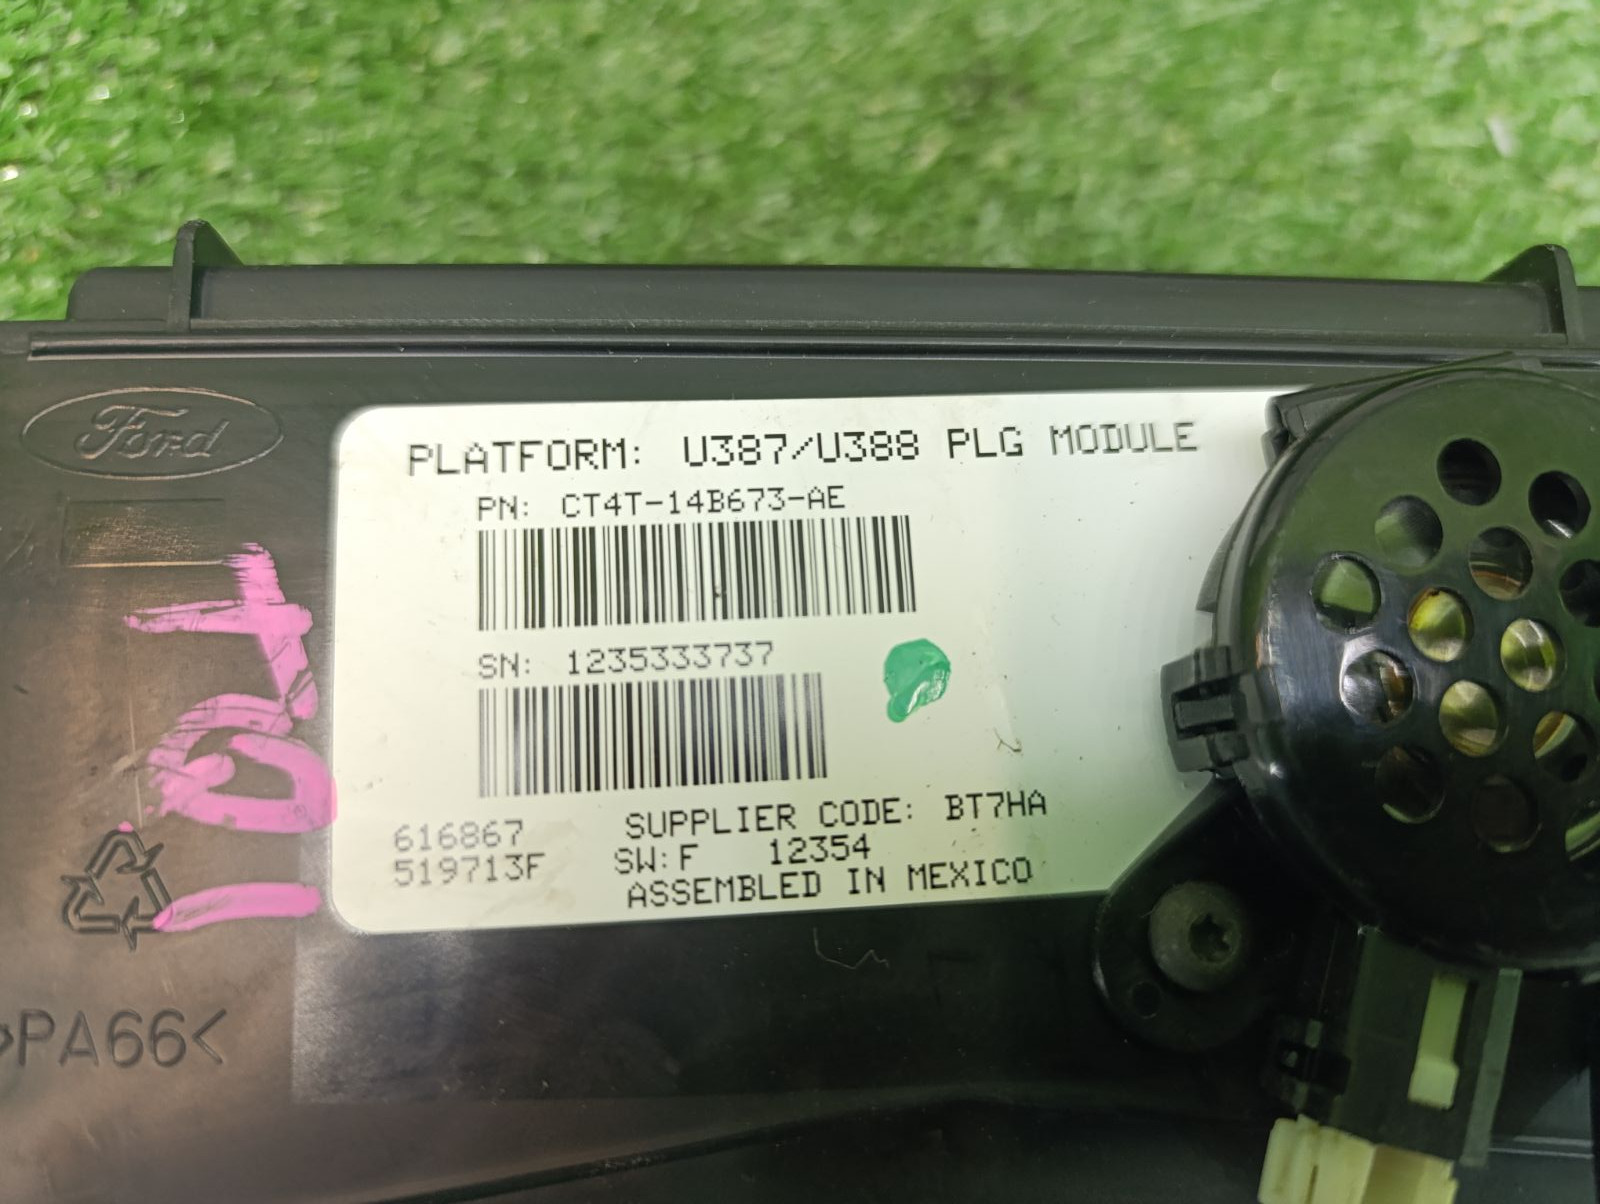 Ford
PLATFORM: U387/U388 PLG MODULE
PN: CT4T-14B673-AE
SN: 1235333737
616867 SUPPLIER CODE: BT7HA
519713F SW:F 12354
ASSEMBLED IN MEXICO
>PA66<